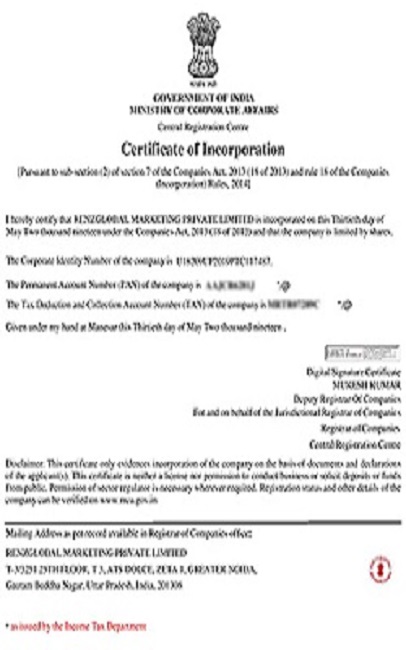 GOVERNMENT OF INDIA
MINISTRY OF CORPORATE AFFAIRS
Central Registration Centre
Certificate of Incorporation
[Pursuant to sub-section (2) of section 7 of the Companies Act, 2013 (18 of 2013) and rule 18 of the Companies
(Incorporation) Rules, 2014]
I hereby certify that RENEGLOBAL MARKETING PRIVATE LIMITED is incorporated on this Thirtieth day of
May Two thousand nineteen under the Companies Act, 2013 (18 of 2013) and that the company is limited by shares.
The Corporate Identity Number of the company is
The Permanent Account Number (PAN) of the company is *
The Tax Deduction and Collection Account Number (TAN) of the company is *
Given under my hand at Manesar this Thirtieth day of May Two thousand nineteen .
Digital Signature Certificate
MUKESH KUMAR
Deputy Registrar Of Companies
For and on behalf of the Jurisdictional Registrar of Companies
Registrar of Companies
Central Registration Centre
Disclaimer: This certificate only evidences incorporation of the company on the basis of documents and declarations
of the applicant(s). This certificate is neither a license nor permission to conduct business or solicit deposits or funds
from public. Permission of sector regulator is necessary wherever required. Registration status and other details of the
company can be verified on www.mca.gov.in
Mailing Address as per record available in Registrar of Companies office:
RENEGLOBAL MARKETING PRIVATE LIMITED
FLOOR, T 3, ATS DOLCE, ZETA I, GREATER NOIDA,
Gautam Buddha Nagar, Uttar Pradesh, India, 201306
* as issued by the Income Tax Department